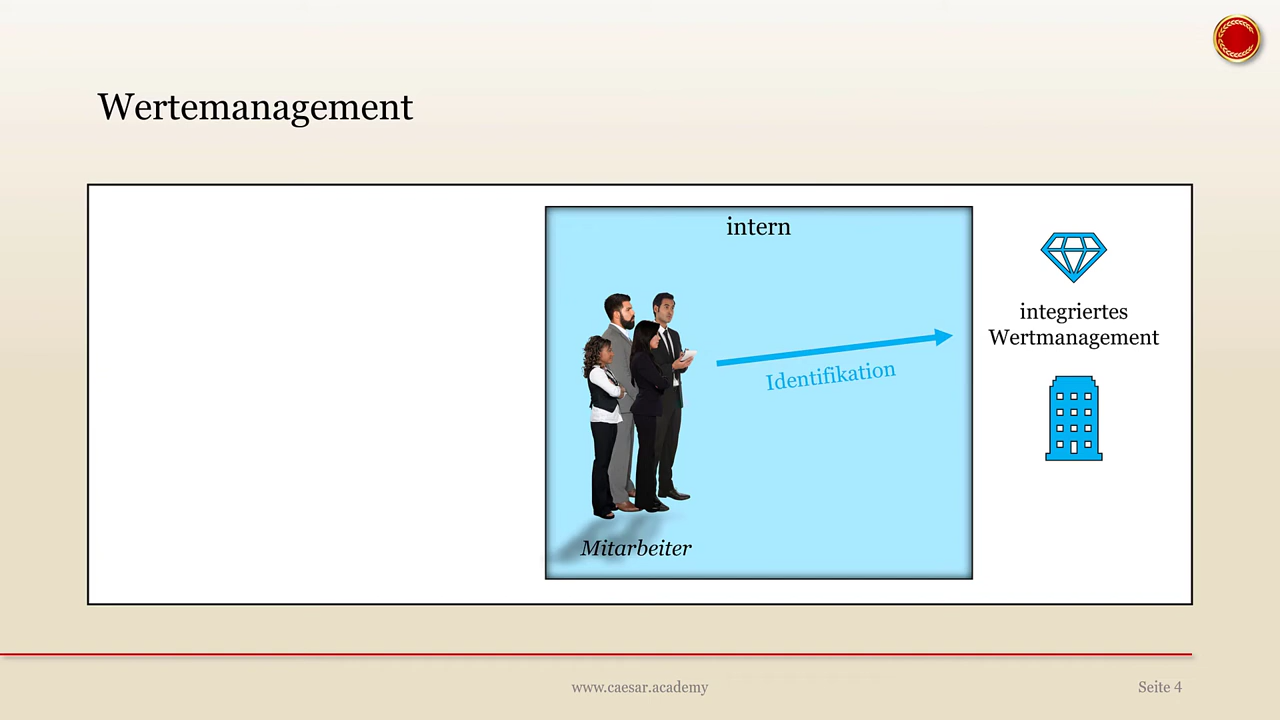 Wertemanagement
intern
integriertes
Wertmanagement
Identifikation
Mitarbeiter
www.caesar.academy
Seite 4